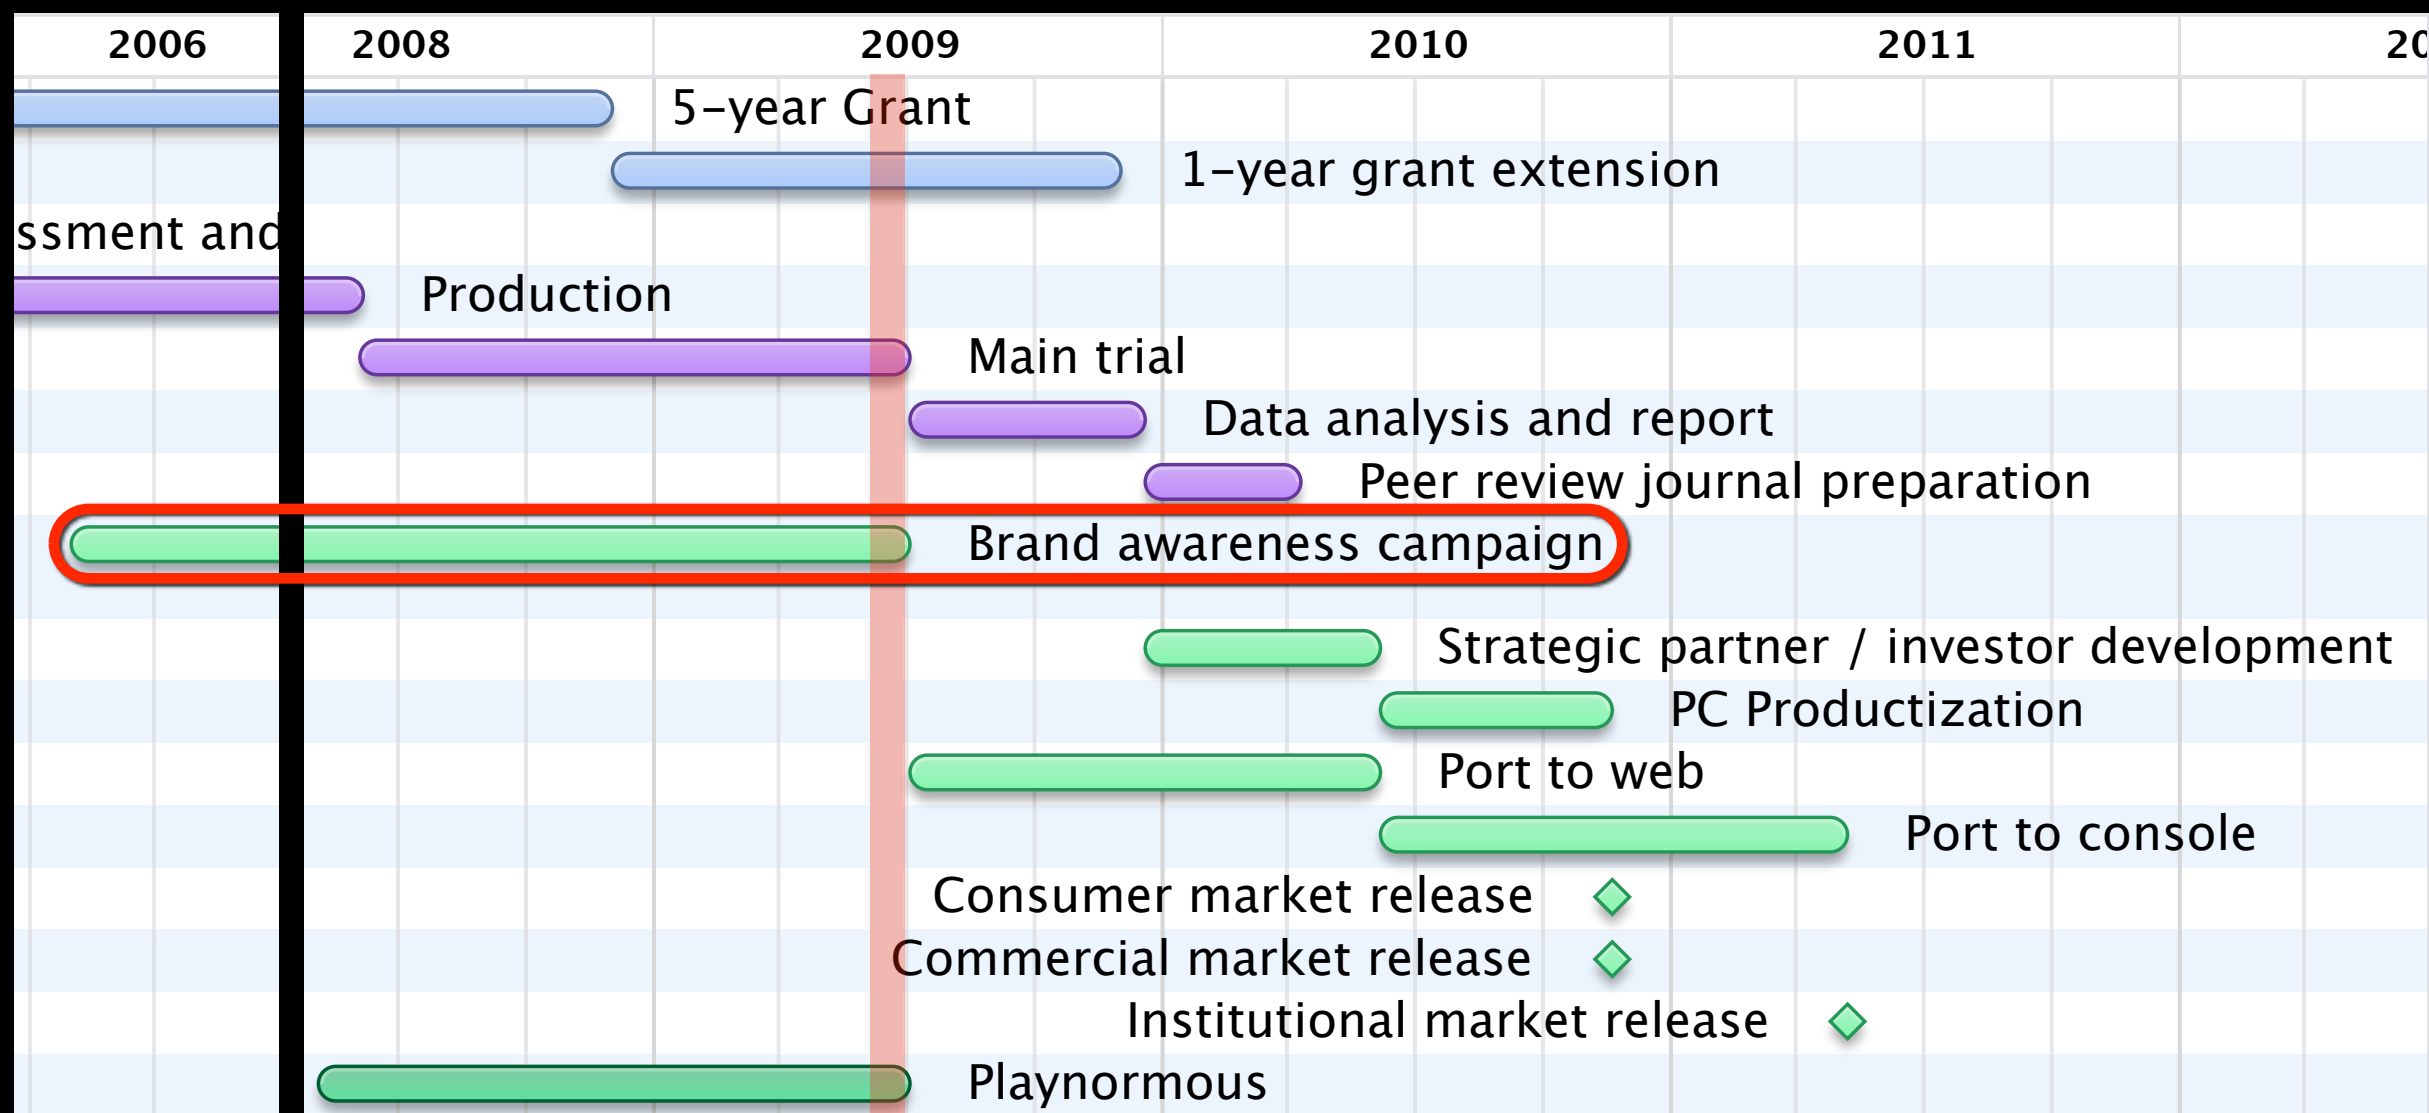 2006 2008 2009 2010 2011 20
5-year Grant
1-year grant extension
ssment and
Production
Main trial
Data analysis and report
Peer review journal preparation
Brand awareness campaign
Strategic partner / investor development
PC Productization
Port to web
Port to console
Consumer market release
Commercial market release
Institutional market release
Playnormous